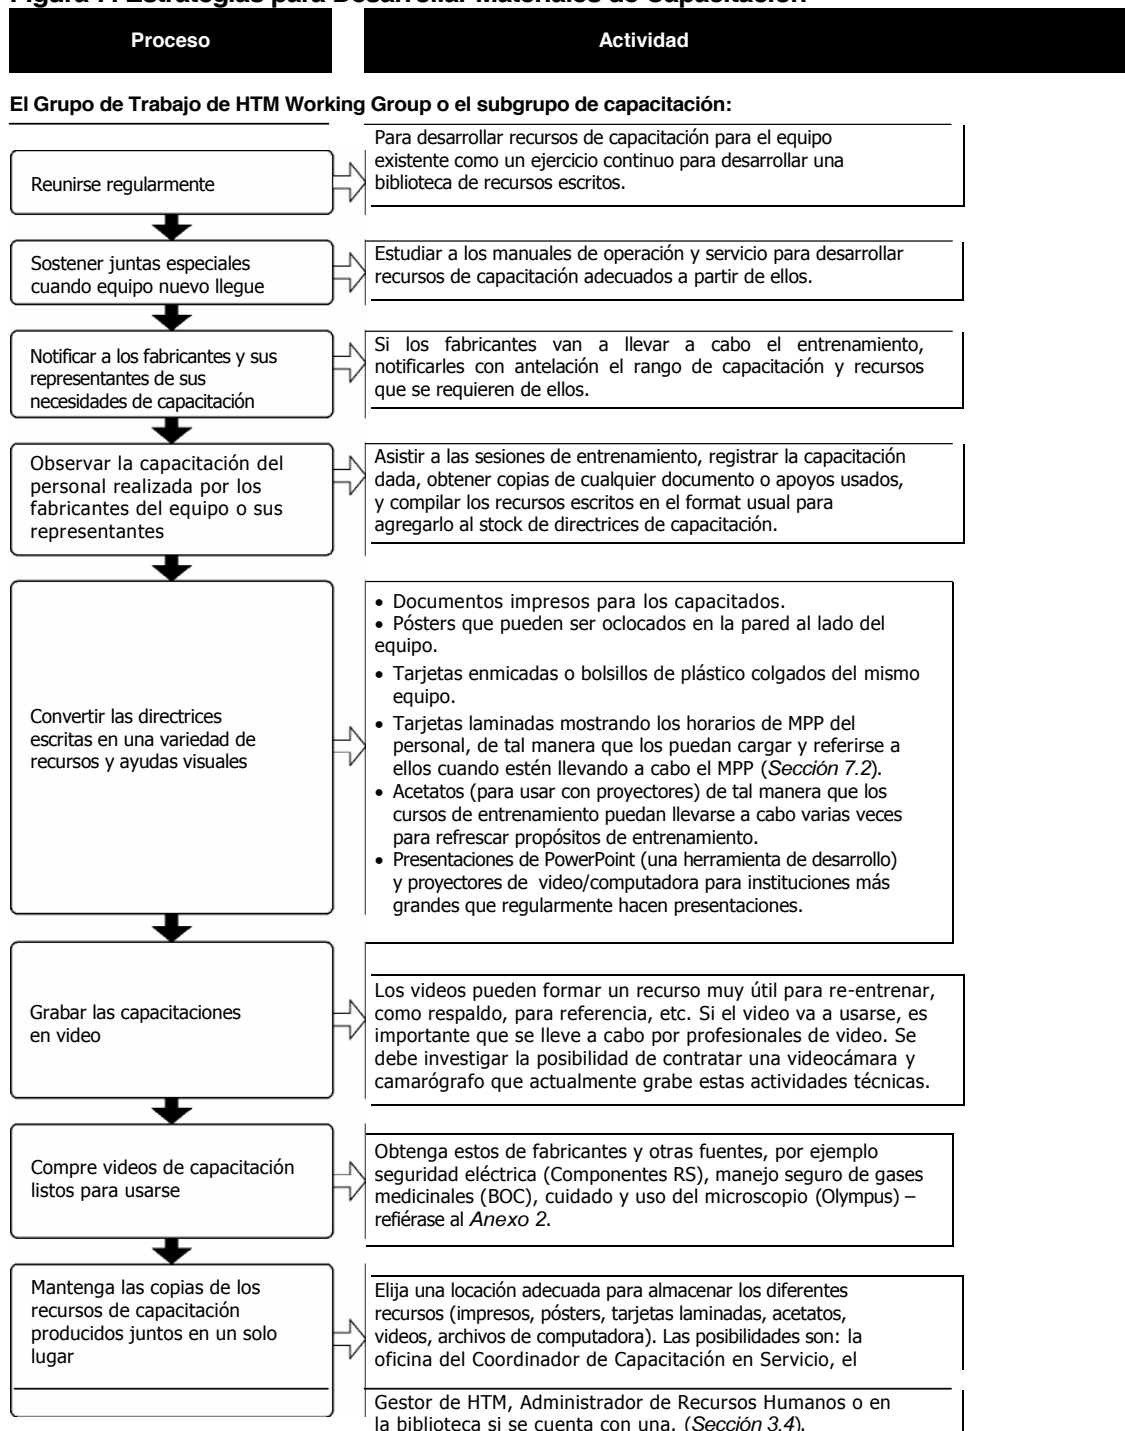 Figura 7. Estrategias para Desarrollar Materiales de Capacitación
Proceso
Actividad
El Grupo de Trabajo de HTM Working Group o el subgrupo de capacitación:
Reunirse regularmente
Para desarrollar recursos de capacitación para el equipo
existente como un ejercicio continuo para desarrollar una
biblioteca de recursos escritos.
Sostener juntas especiales
cuando equipo nuevo llegue
Estudiar a los manuales de operación y servicio para desarrollar
recursos de capacitación adecuados a partir de ellos.
Notificar a los fabricantes y sus
representantes de sus
necesidades de capacitación
Si los fabricantes van a llevar a cabo el entrenamiento,
notificarles con antelación el rango de capacitación y recursos
que se requieren de ellos.
Observar la capacitación del
personal realizada por los
fabricantes del equipo o sus
representantes
Asistir a las sesiones de entrenamiento, registrar la capacitación
dada, obtener copias de cualquier documento o apoyos usados,
y compilar los recursos escritos en el format usual para
agregarlo al stock de directrices de capacitación.
Convertir las directrices
escritas en una variedad de
recursos y ayudas visuales
• Documentos impresos para los capacitados.
• Pósters que pueden ser oclocados en la pared al lado del
equipo.
• Tarjetas enmicadas o bolsillos de plástico colgados del mismo
equipo.
• Tarjetas laminadas mostrando los horarios de MPP del
personal, de tal manera que los puedan cargar y referirse a
ellos cuando estén llevando a cabo el MPP (Sección 7.2).
• Acetatos (para usar con proyectores) de tal manera que los
cursos de entrenamiento puedan llevarse a cabo varias veces
para refrescar propósitos de entrenamiento.
• Presentaciones de PowerPoint (una herramienta de desarrollo)
y proyectores de video/computadora para instituciones más
grandes que regularmente hacen presentaciones.
Grabar las capacitaciones
en video
Los videos pueden formar un recurso muy útil para re-entrenar,
como respaldo, para referencia, etc. Si el video va a usarse, es
importante que se lleve a cabo por profesionales de video. Se
debe investigar la posibilidad de contratar una videocámara y
camarógrafo que actualmente grabe estas actividades técnicas.
Compre videos de capacitación
listos para usarse
Obtenga estos de fabricantes y otras fuentes, por ejemplo
seguridad eléctrica (Componentes RS), manejo seguro de gases
medicinales (BOC), cuidado y uso del microscopio (Olympus) –
refiérase al Anexo 2.
Mantenga las copias de los
recursos de capacitación
producidos juntos en un solo
lugar
Elija una locación adecuada para almacenar los diferentes
recursos (impresos, pósters, tarjetas laminadas, acetatos,
videos, archivos de computadora). Las posibilidades son: la
oficina del Coordinador de Capacitación en Servicio, el
Gestor de HTM, Administrador de Recursos Humanos o en
la biblioteca si se cuenta con una. (Sección 3.4).